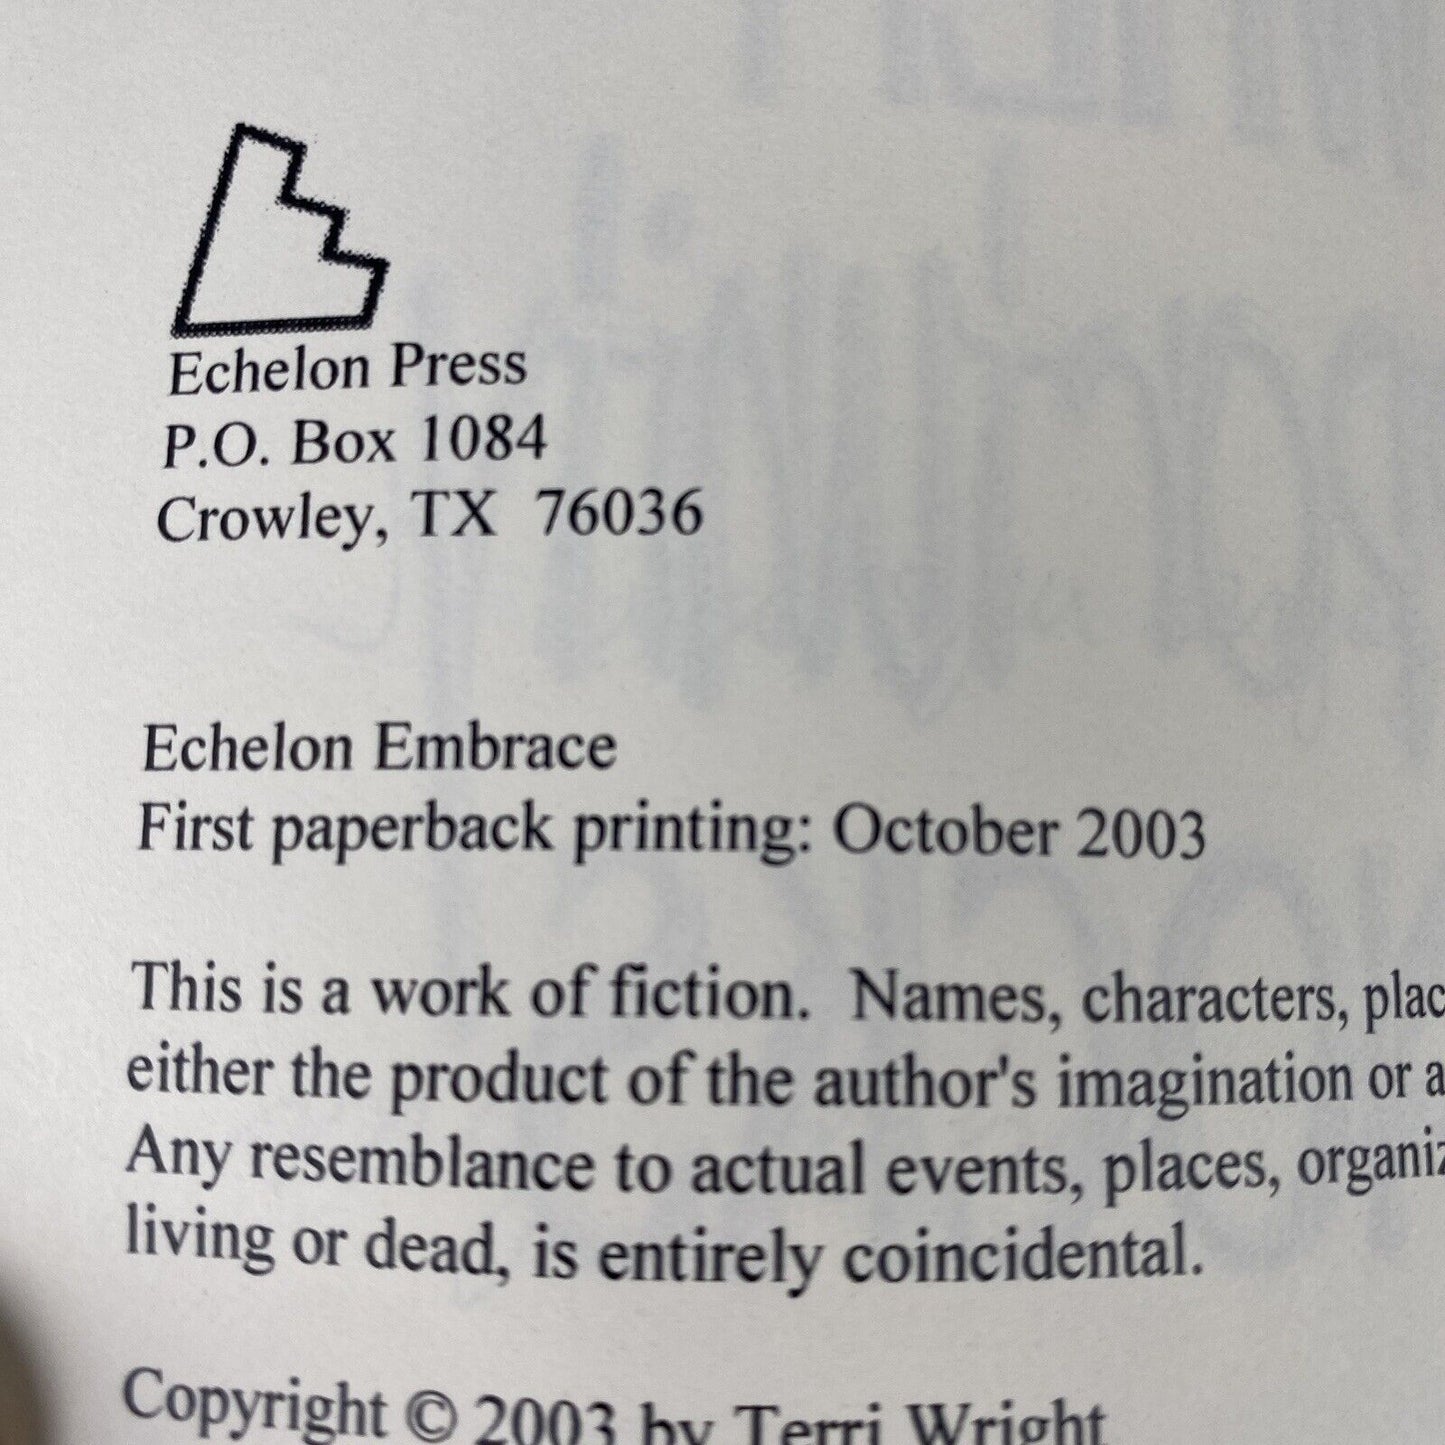 Echelon Press
P.O. Box 1084
Crowley, TX 76036
Echelon Embrace
First paperback printing: October 2003
This is a work of fiction. Names, characters, plac
either the product of the author's imagination or a
Any resemblance to actual events, places, organiz
living or dead, is entirely coincidental.
Copyright © 2003 by Terri Wright